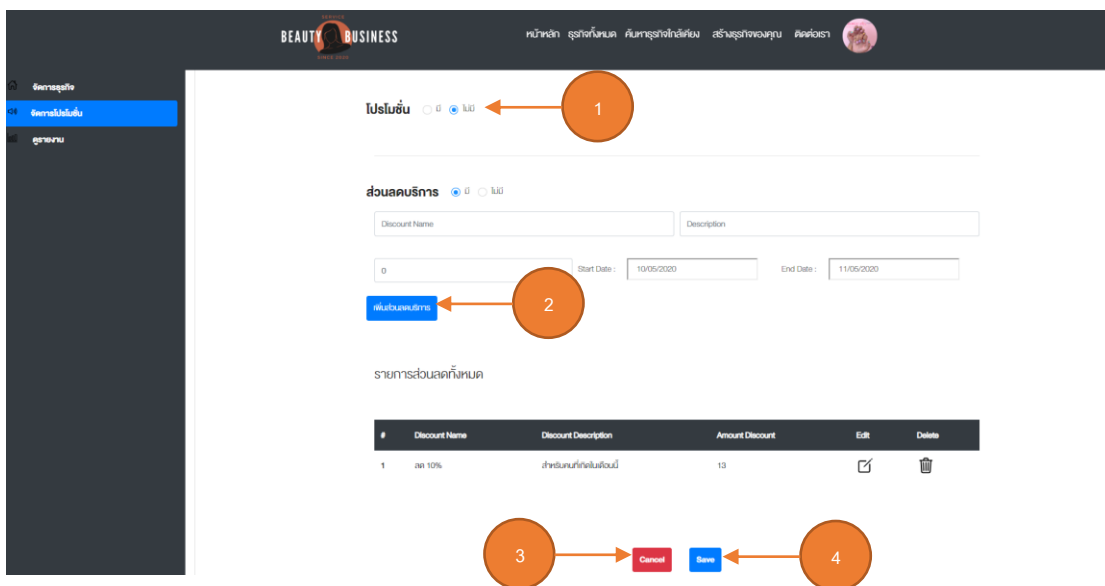 SERVICE
BEAUTY BUSINESS
SINCE 2020
หน้าหลัก ธุรกิจทั้งหมด ค้นหาธุรกิจใกล้เคียง สร้างธุรกิจของคุณ ติดต่อเรา
จัดการธุรกิจ
จัดการโปรโมชั่น
ดูรายงาน
โปรโมชั่น มี ไม่มี 1
ส่วนลดบริการ มี ไม่มี
Discount Name Description
0 Start Date : 10/05/2020 End Date : 11/05/2020
เพิ่มส่วนลดบริการ 2
รายการส่วนลดทั้งหมด
# Discount Name Discount Description Amount Discount Edit Delete
1 ลด 10% สำหรับคนที่เกิดในเดือนนี้ 13
3 Cancel Save 4